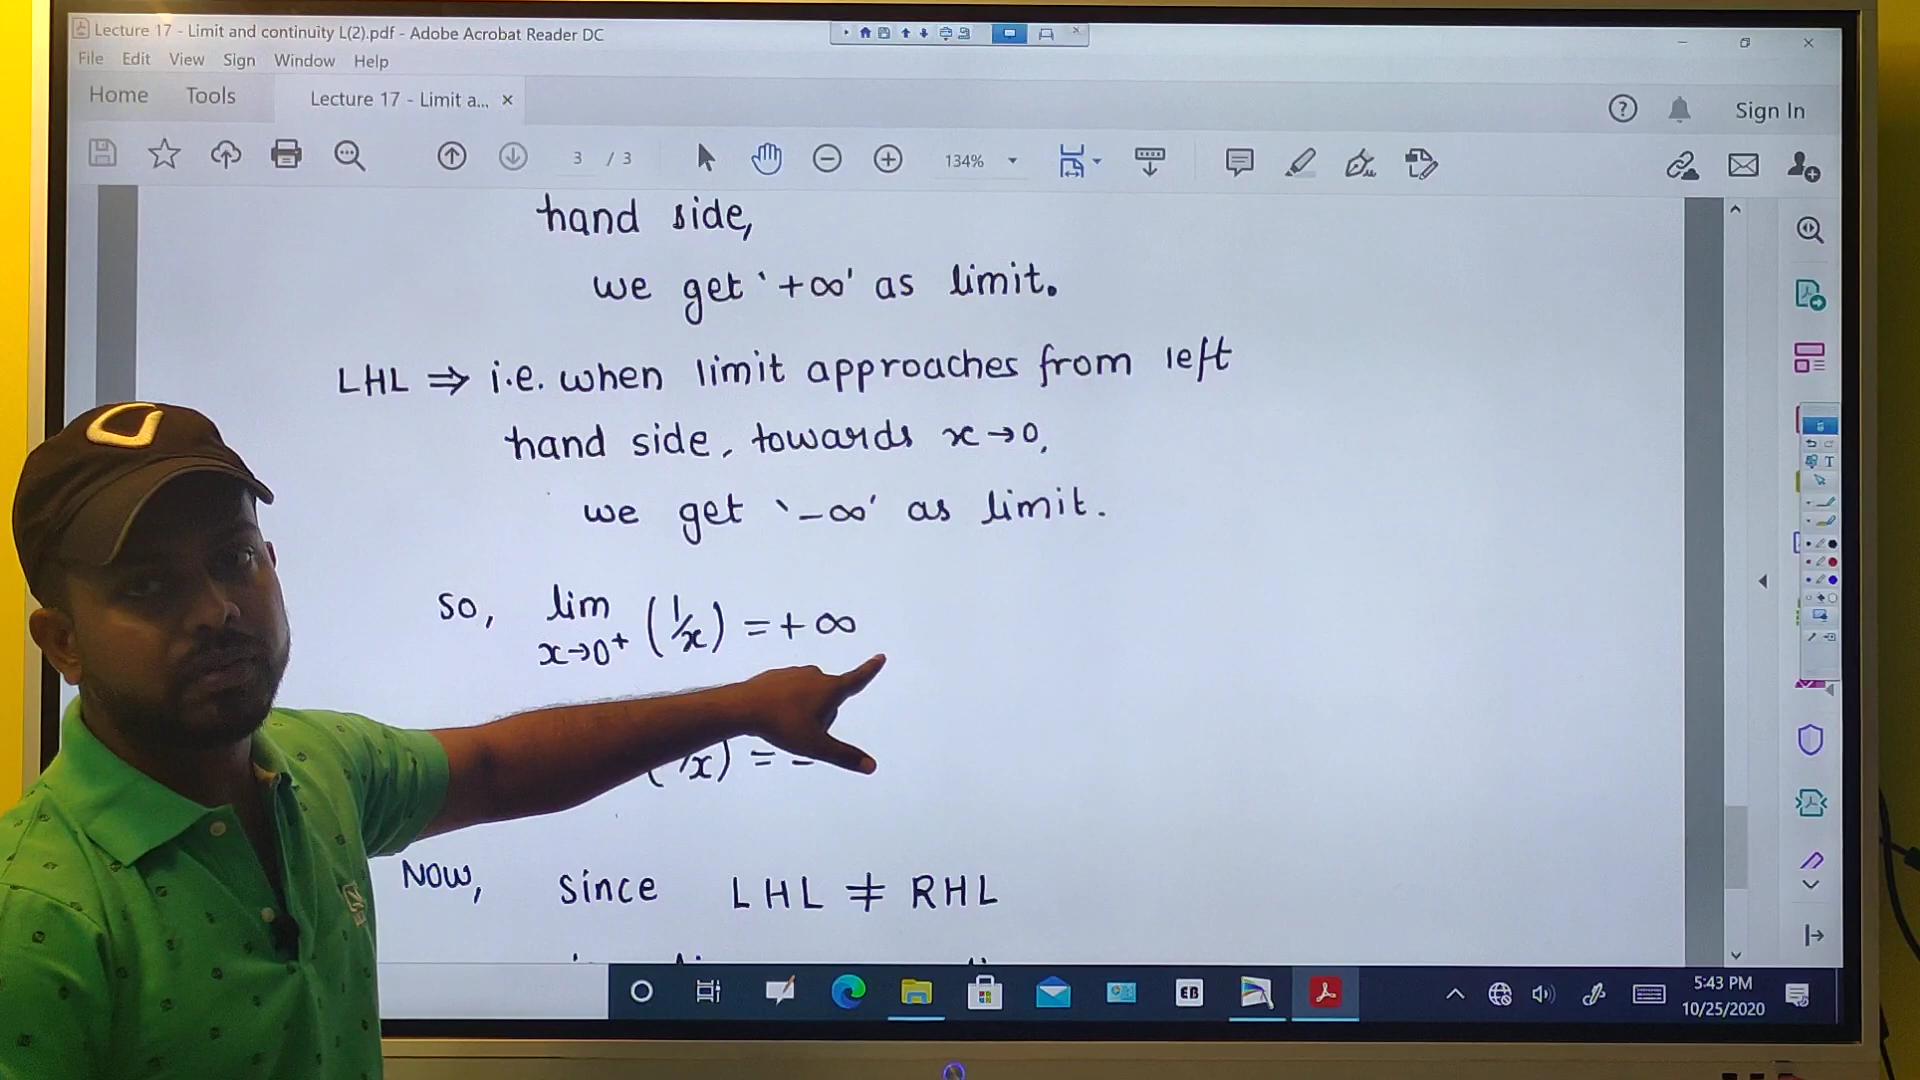 Lecture 17 - Limit and continuity L(2).pdf - Adobe Acrobat Reader DC
File Edit View Sign Window Help
Home Tools Lecture 17 - Limit a... ×
Sign In
3 / 3 134%
hand side,
we get '+∞' as limit.
LHL ⇒ i.e. when limit approaches from left
hand side, towards x→0,
we get '-∞' as limit.
So, lim (1/x) = +∞
x→0+
/x) = -
Now, since LHL ≠ RHL
EB
5:43 PM
10/25/2020